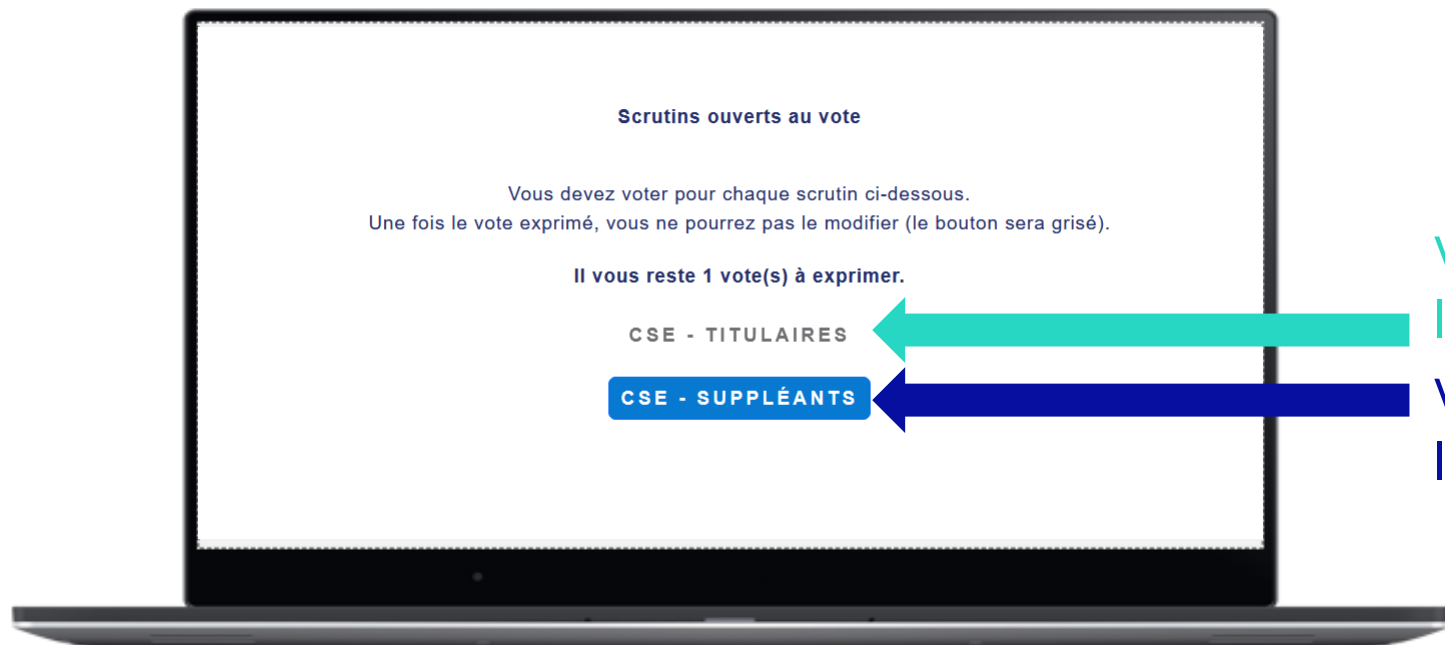 Scrutins ouverts au vote
Vous devez voter pour chaque scrutin ci-dessous.
Une fois le vote exprimé, vous ne pourrez pas le modifier (le bouton sera grisé).
Il vous reste 1 vote(s) à exprimer.
CSE - TITULAIRES
CSE - SUPPLÉANTS